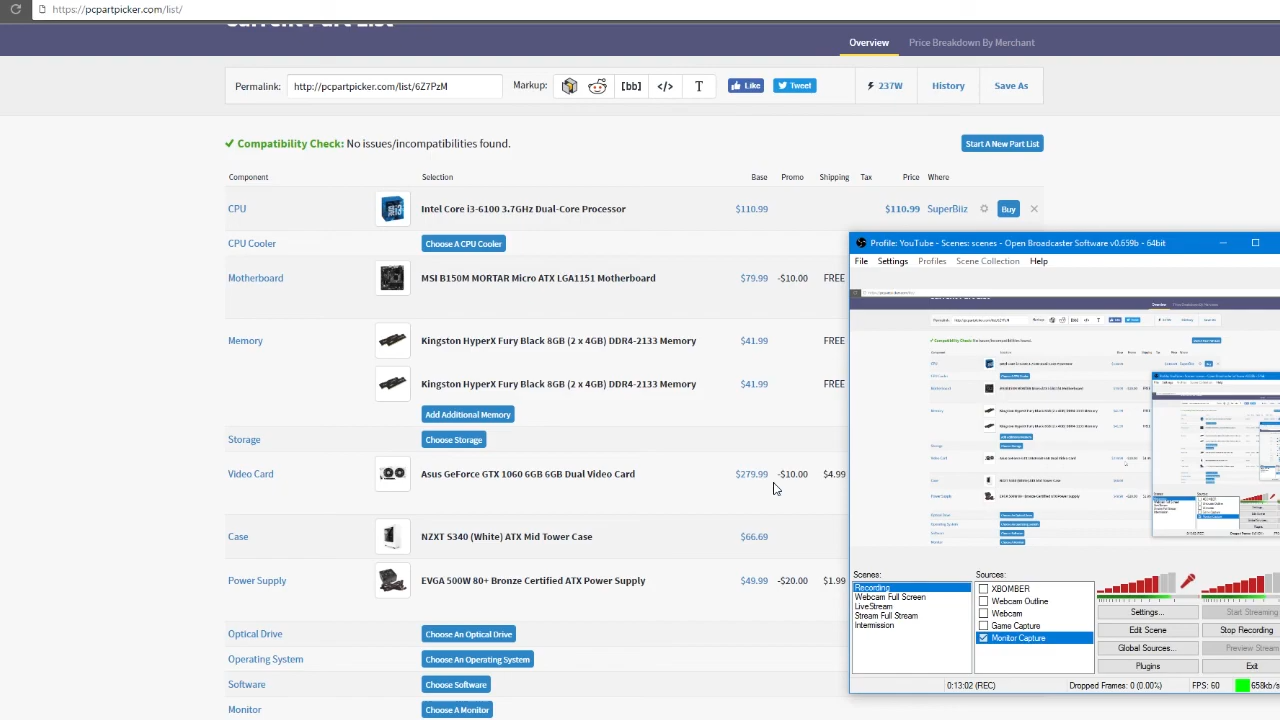 https://pcpartpicker.com/list/
Current Part List
Overview Price Breakdown By Merchant
Permalink: http://pcpartpicker.com/list/6Z7PzM Markup: [bb] </> T Like Tweet 237W History Save As
Compatibility Check: No issues/incompatibilities found. Start A New Part List
Component Selection Base Promo Shipping Tax Price Where
CPU Intel Core i3-6100 3.7GHz Dual-Core Processor $110.99 $110.99 SuperBiiz Buy
CPU Cooler Choose A CPU Cooler
Motherboard MSI B150M MORTAR Micro ATX LGA1151 Motherboard $79.99 -$10.00 FREE
Memory Kingston HyperX Fury Black 8GB (2 x 4GB) DDR4-2133 Memory $41.99 FREE
Kingston HyperX Fury Black 8GB (2 x 4GB) DDR4-2133 Memory $41.99 FREE
Add Additional Memory
Storage Choose Storage
Video Card Asus GeForce GTX 1060 6GB 6GB Dual Video Card $279.99 -$10.00 $4.99
Case NZXT S340 (White) ATX Mid Tower Case $66.69
Power Supply EVGA 500W 80+ Bronze Certified ATX Power Supply $49.99 -$20.00 $1.99
Optical Drive Choose An Optical Drive
Operating System Choose An Operating System
Software Choose Software
Monitor Choose A Monitor
Profile: YouTube - Scenes: scenes - Open Broadcaster Software v0.659b - 64bit
File Settings Profiles Scene Collection Help
Scenes: Sources:
Recording
Webcam Full Screen
LiveStream
Stream Full Stream
Intermission
XBOMBER
Webcam Outline
Webcam
Game Capture
Monitor Capture
Settings... Start Streaming
Edit Scene Stop Recording
Global Sources... Preview Stream
Plugins Exit
0:13:02 (REC) Dropped Frames: 0 (0.00%) FPS: 60 658kb/s